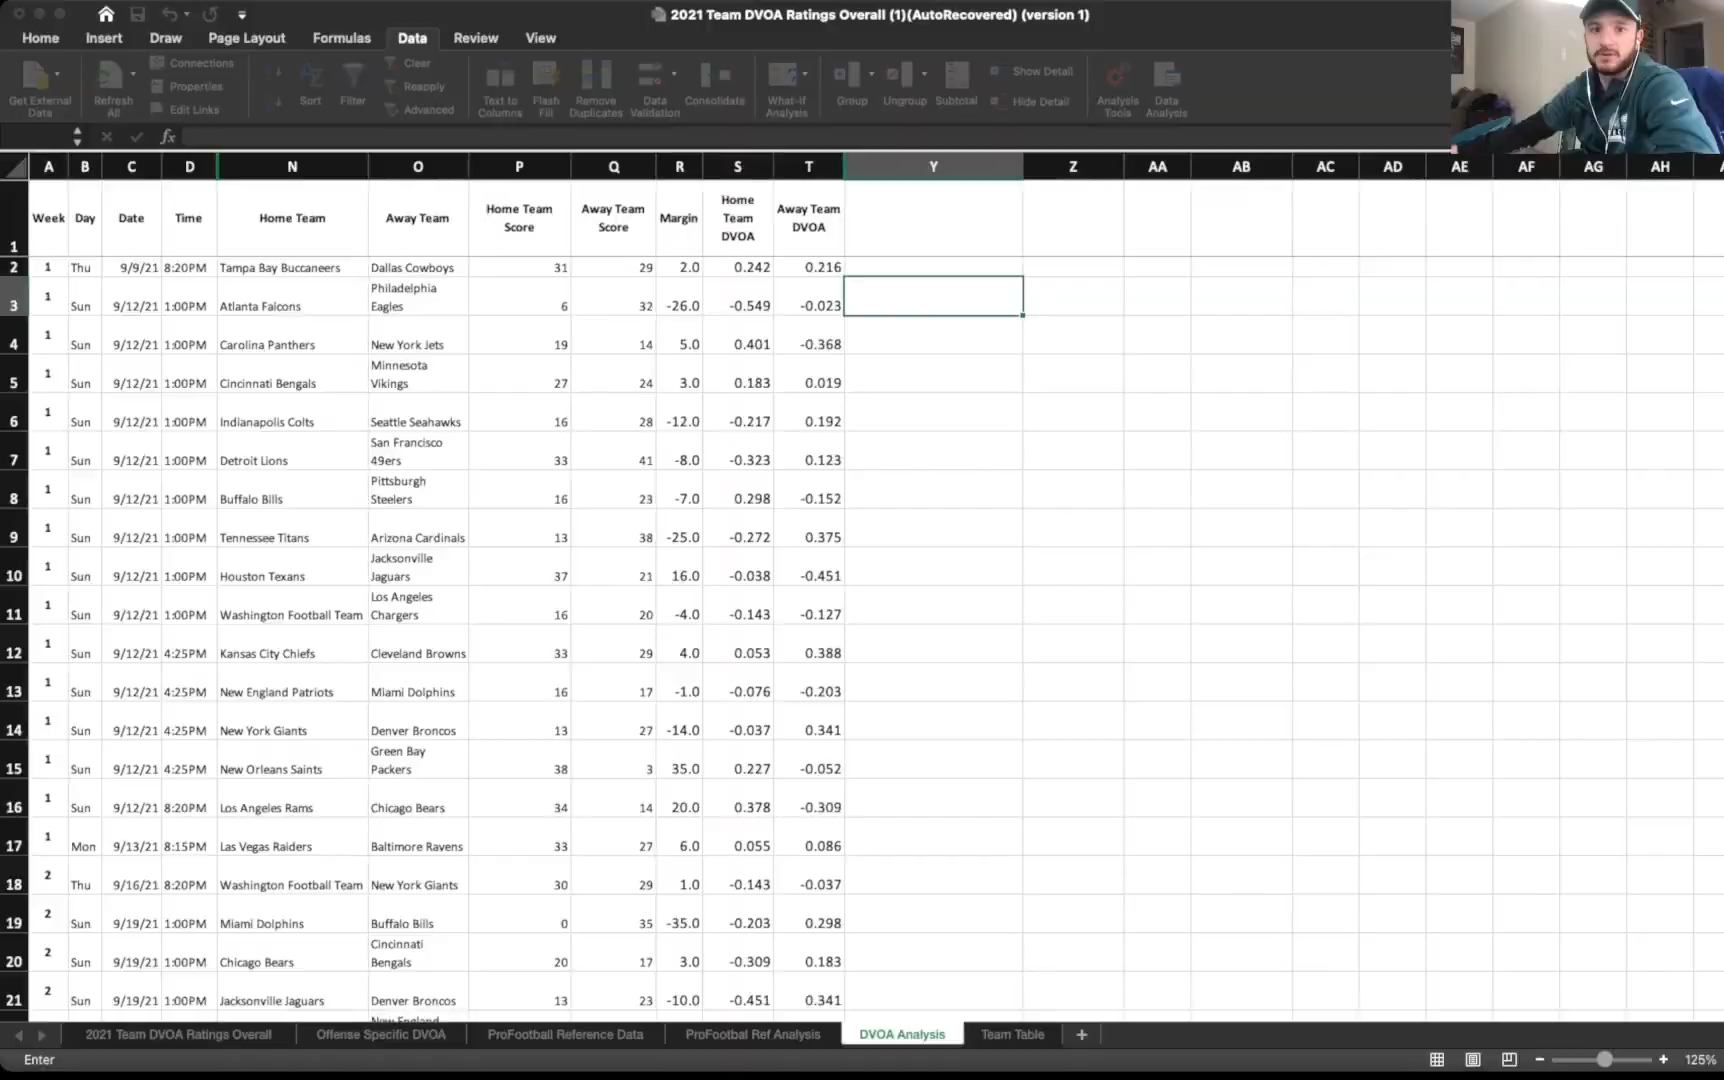 2021 Team DVOA Ratings Overall (1)(AutoRecovered) (version 1)
Home Insert Draw Page Layout Formulas Data Review View
Get External Data
Refresh All
Connections
Properties
Edit Links
Sort
Filter
Clear
Reapply
Advanced
Text to Columns
Flash Fill
Remove Duplicates
Data Validation
Consolidate
What-If Analysis
Group
Ungroup
Subtotal
Show Detail
Hide Detail
Analysis Tools
Data Analysis
fx
A B C D N O P Q R S T Y Z AA AB AC AD AE AF AG AH
1 Week Day Date Time Home Team Away Team Home Team Score Away Team Score Margin Home Team DVOA Away Team DVOA
2 1 Thu 9/9/21 8:20PM Tampa Bay Buccaneers Dallas Cowboys 31 29 2.0 0.242 0.216
3 1 Sun 9/12/21 1:00PM Atlanta Falcons Philadelphia Eagles 6 32 -26.0 -0.549 -0.023
4 1 Sun 9/12/21 1:00PM Carolina Panthers New York Jets 19 14 5.0 0.401 -0.368
5 1 Sun 9/12/21 1:00PM Cincinnati Bengals Minnesota Vikings 27 24 3.0 0.183 0.019
6 1 Sun 9/12/21 1:00PM Indianapolis Colts Seattle Seahawks 16 28 -12.0 -0.217 0.192
7 1 Sun 9/12/21 1:00PM Detroit Lions San Francisco 49ers 33 41 -8.0 -0.323 0.123
8 1 Sun 9/12/21 1:00PM Buffalo Bills Pittsburgh Steelers 16 23 -7.0 0.298 -0.152
9 1 Sun 9/12/21 1:00PM Tennessee Titans Arizona Cardinals 13 38 -25.0 -0.272 0.375
10 1 Sun 9/12/21 1:00PM Houston Texans Jacksonville Jaguars 37 21 16.0 -0.038 -0.451
11 1 Sun 9/12/21 1:00PM Washington Football Team Los Angeles Chargers 16 20 -4.0 -0.143 -0.127
12 1 Sun 9/12/21 4:25PM Kansas City Chiefs Cleveland Browns 33 29 4.0 0.053 0.388
13 1 Sun 9/12/21 4:25PM New England Patriots Miami Dolphins 16 17 -1.0 -0.076 -0.203
14 1 Sun 9/12/21 4:25PM New York Giants Denver Broncos 13 27 -14.0 -0.037 0.341
15 1 Sun 9/12/21 4:25PM New Orleans Saints Green Bay Packers 38 3 35.0 0.227 -0.052
16 1 Sun 9/12/21 8:20PM Los Angeles Rams Chicago Bears 34 14 20.0 0.378 -0.309
17 1 Mon 9/13/21 8:15PM Las Vegas Raiders Baltimore Ravens 33 27 6.0 0.055 0.086
18 2 Thu 9/16/21 8:20PM Washington Football Team New York Giants 30 29 1.0 -0.143 -0.037
19 2 Sun 9/19/21 1:00PM Miami Dolphins Buffalo Bills 0 35 -35.0 -0.203 0.298
20 2 Sun 9/19/21 1:00PM Chicago Bears Cincinnati Bengals 20 17 3.0 -0.309 0.183
21 2 Sun 9/19/21 1:00PM Jacksonville Jaguars Denver Broncos 13 23 -10.0 -0.451 0.341
New England
2021 Team DVOA Ratings Overall Offense Specific DVOA ProFootball Reference Data ProFootbal Ref Analysis DVOA Analysis Team Table +
Enter 125%